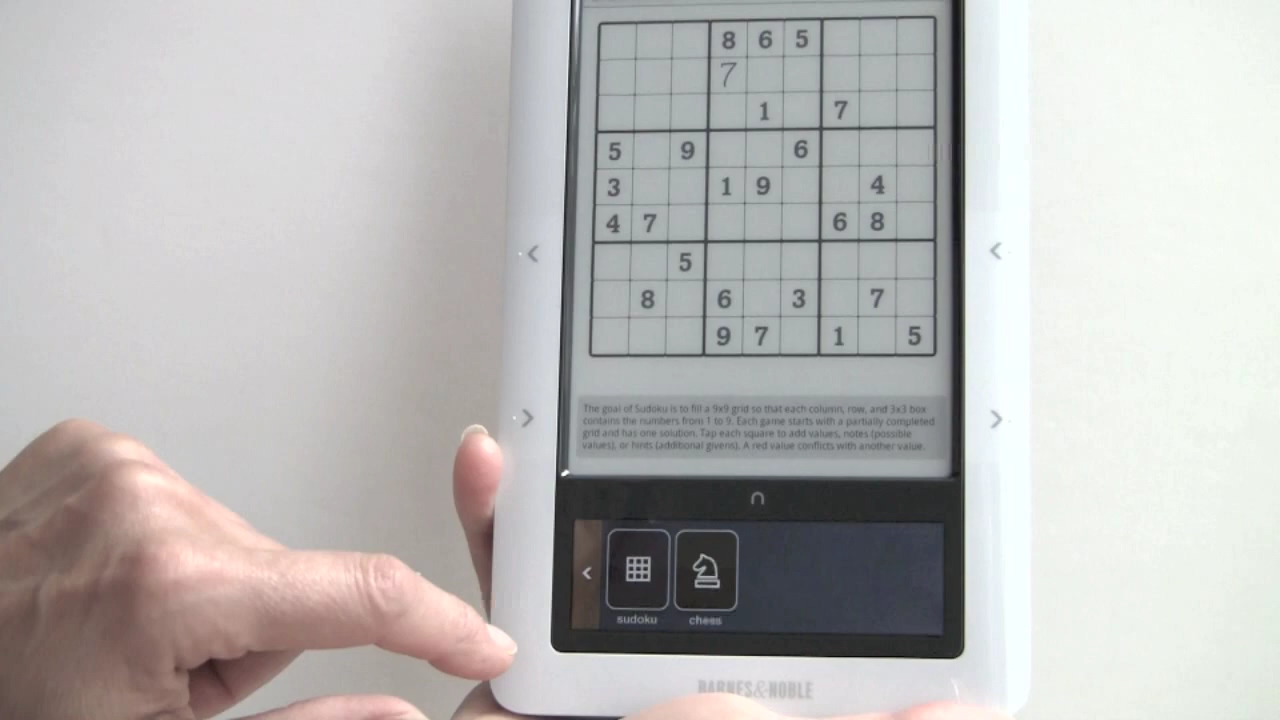 8 6 5
7
1 7
5 9 6
3 1 9 4
4 7 6 8
5
8 6 3 7
9 7 1 5
The goal of Sudoku is to fill a 9x9 grid so that each column, row, and 3x3 box
contains the numbers from 1 to 9. Each game starts with a partially completed
grid and has one solution. Tap each square to add values, notes (possible
values), or hints (additional givens). A red value conflicts with another value.
sudoku chess
BARNES&NOBLE